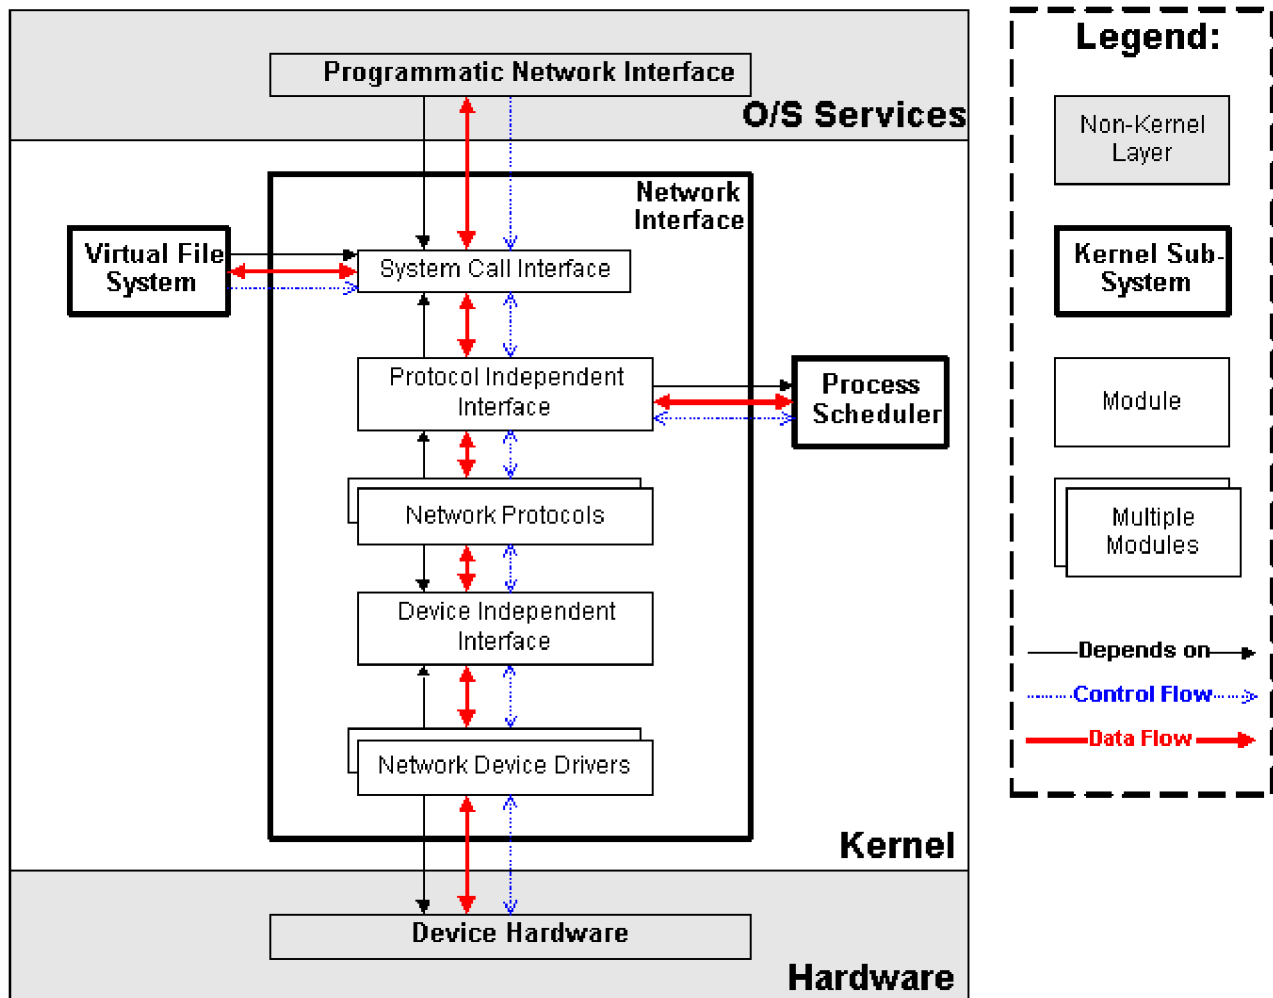 Programmatic Network Interface
O/S Services
Network
Interface
Virtual File
System
System Call Interface
Protocol Independent
Interface
Process
Scheduler
Network Protocols
Device Independent
Interface
Network Device Drivers
Kernel
Device Hardware
Hardware
Legend:
Non-Kernel
Layer
Kernel Sub-
System
Module
Multiple
Modules
Depends on
Control Flow
Data Flow